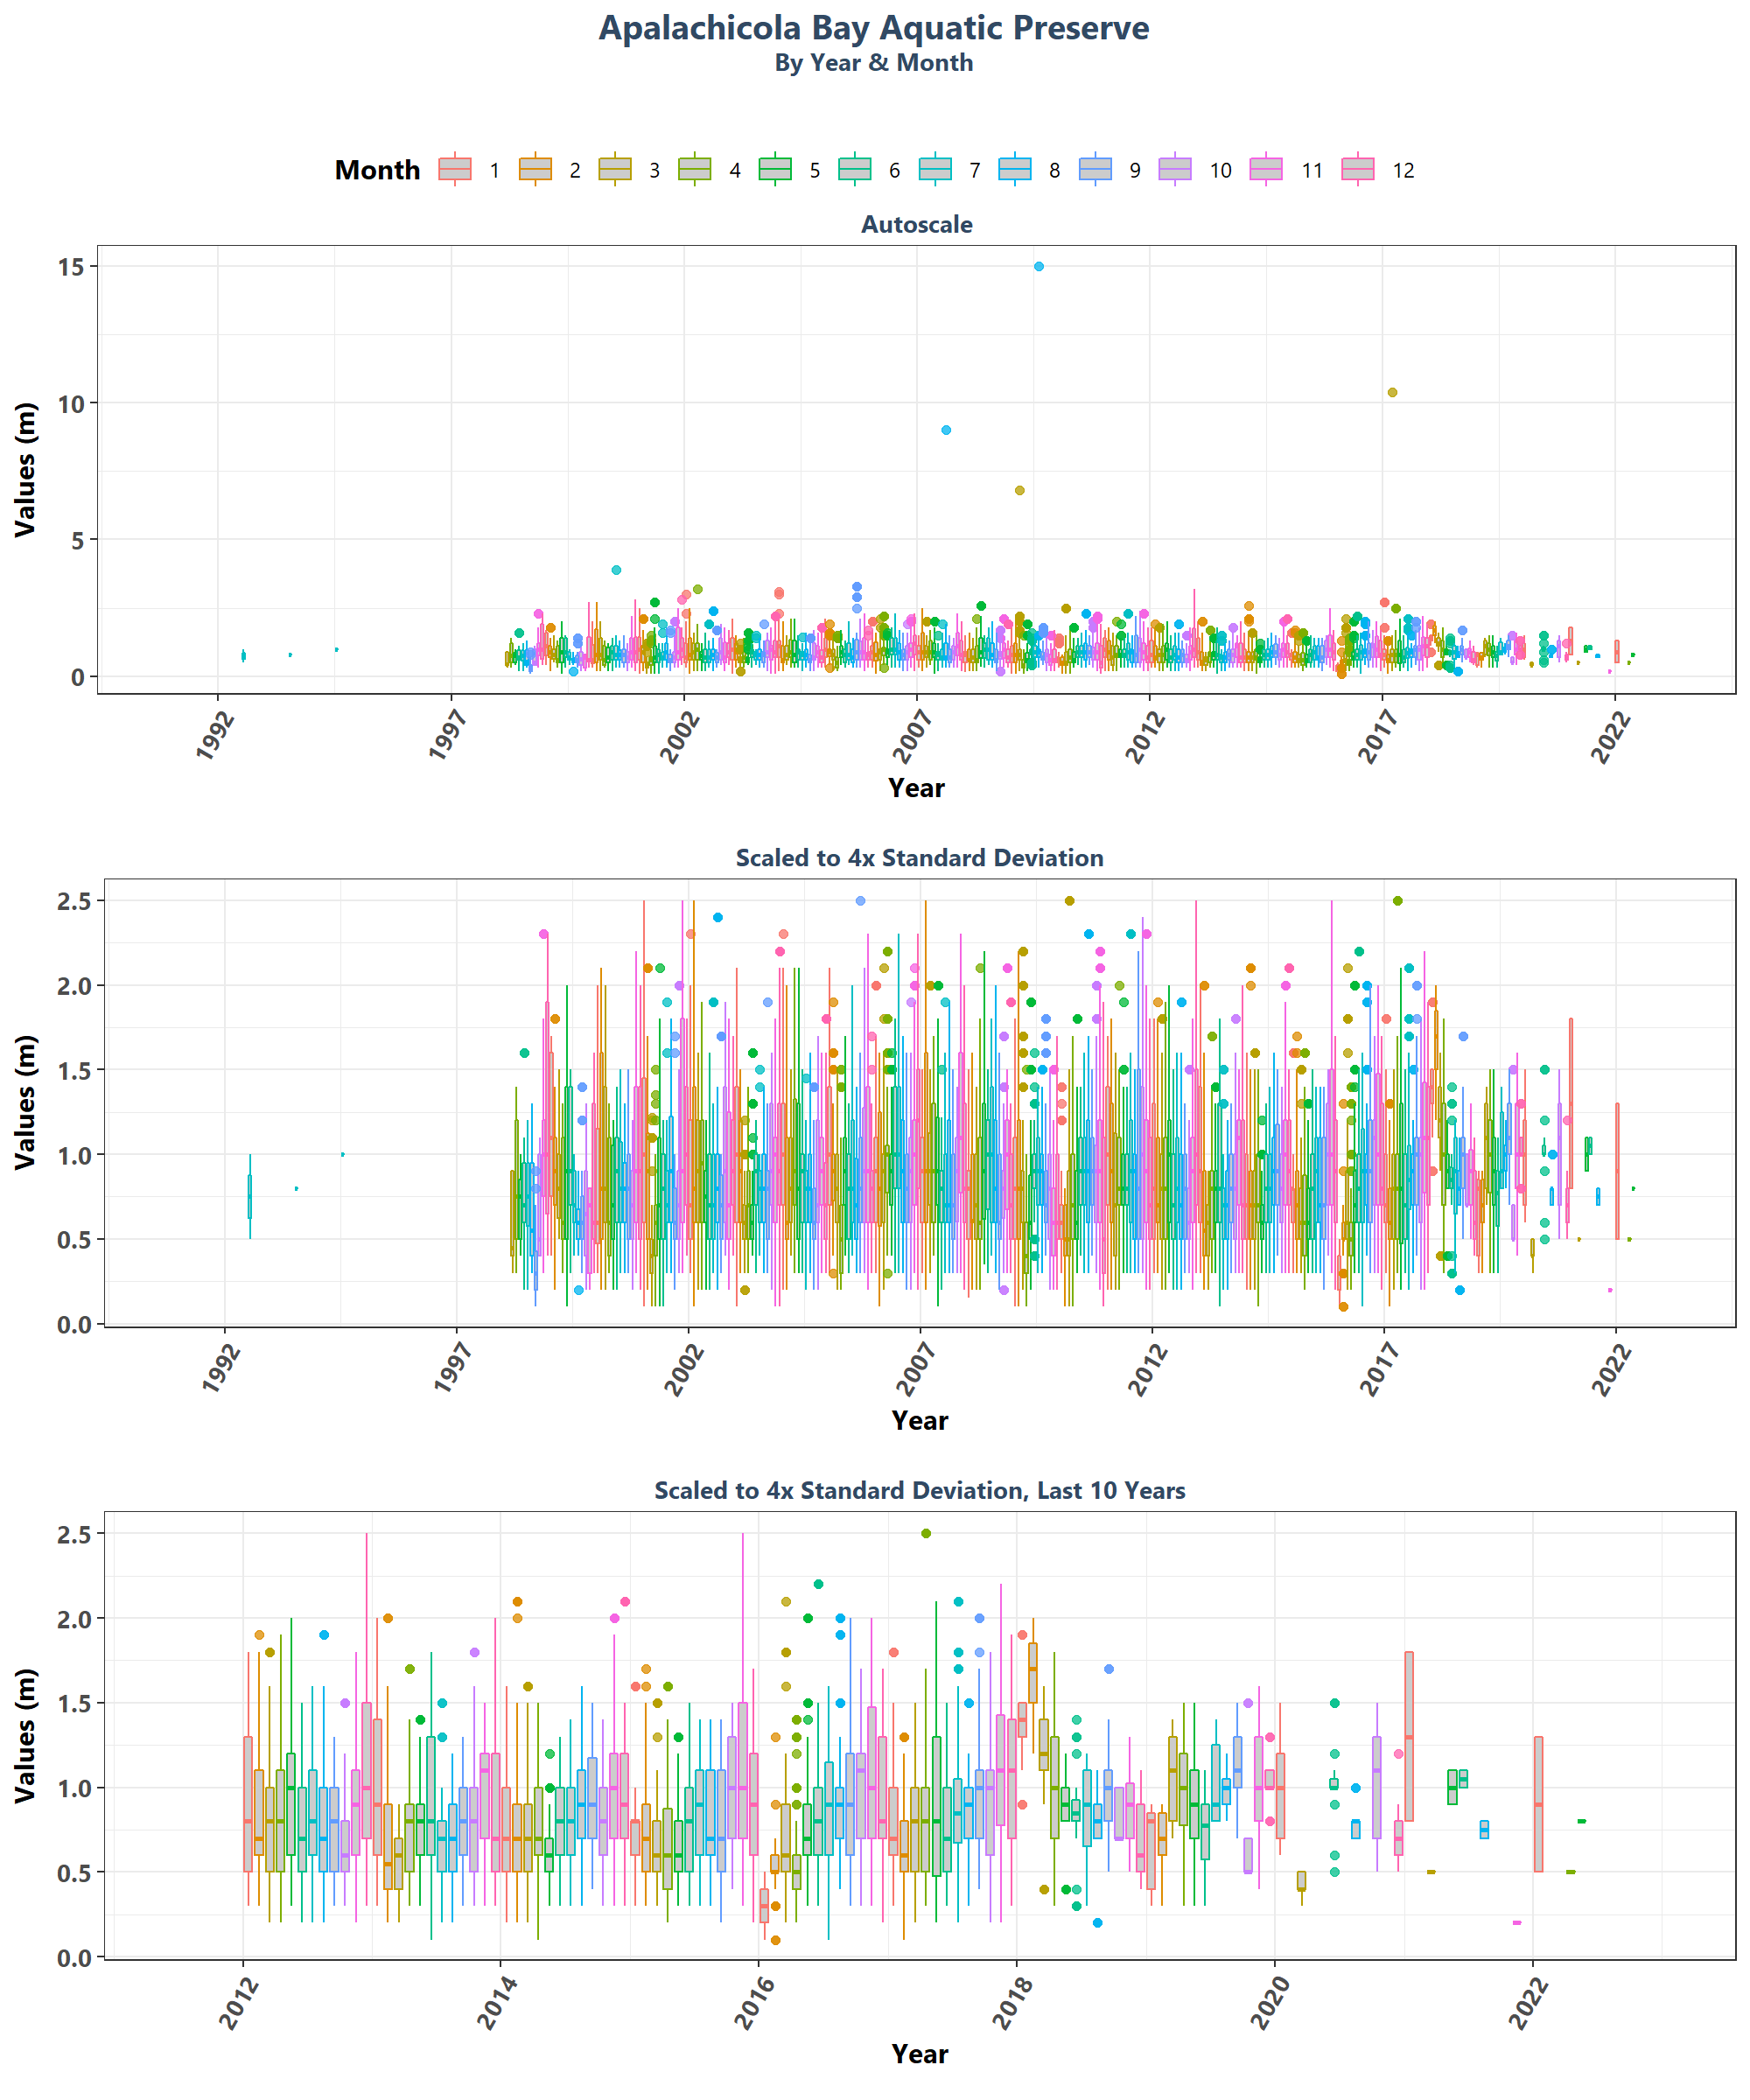 Apalachicola Bay Aquatic Preserve
By Year & Month
Month 1 2 3 4 5 6 7 8 9 10 11 12
Autoscale
Values (m)
15
10
5
0
1992 1997 2002 2007 2012 2017 2022
Year
Scaled to 4x Standard Deviation
Values (m)
2.5
2.0
1.5
1.0
0.5
0.0
1992 1997 2002 2007 2012 2017 2022
Year
Scaled to 4x Standard Deviation, Last 10 Years
Values (m)
2.5
2.0
1.5
1.0
0.5
0.0
2012 2014 2016 2018 2020 2022
Year